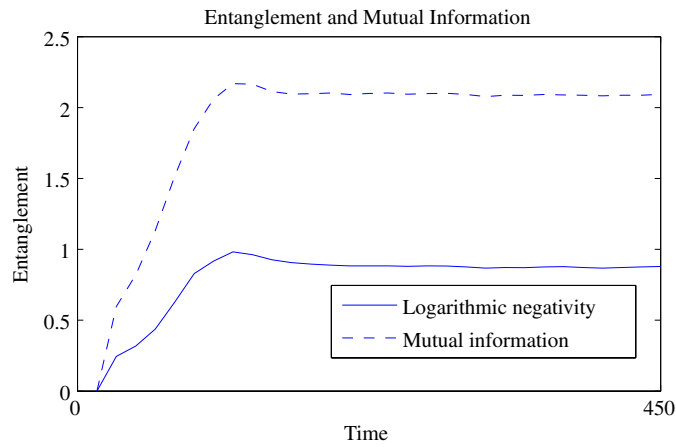 Entanglement and Mutual Information
2.5
2
1.5
1
0.5
0
Entanglement
Logarithmic negativity
Mutual information
0
450
Time